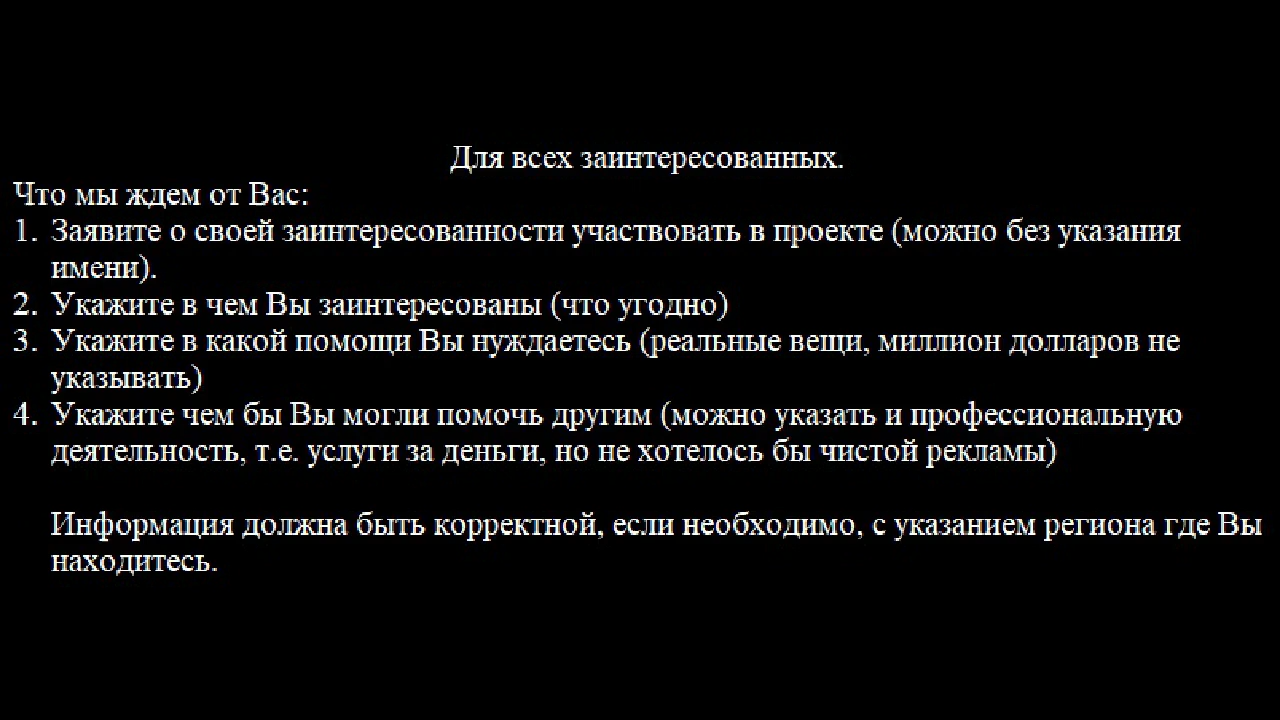 Для всех заинтересованных.
Что мы ждем от Вас:
1. Заявите о своей заинтересованности участвовать в проекте (можно без указания
имени).
2. Укажите в чем Вы заинтересованы (что угодно)
3. Укажите в какой помощи Вы нуждаетесь (реальные вещи, миллион долларов не
указывать)
4. Укажите чем бы Вы могли помочь другим (можно указать и профессиональную
деятельность, т.е. услуги за деньги, но не хотелось бы чистой рекламы)
Информация должна быть корректной, если необходимо, с указанием региона где Вы
находитесь.